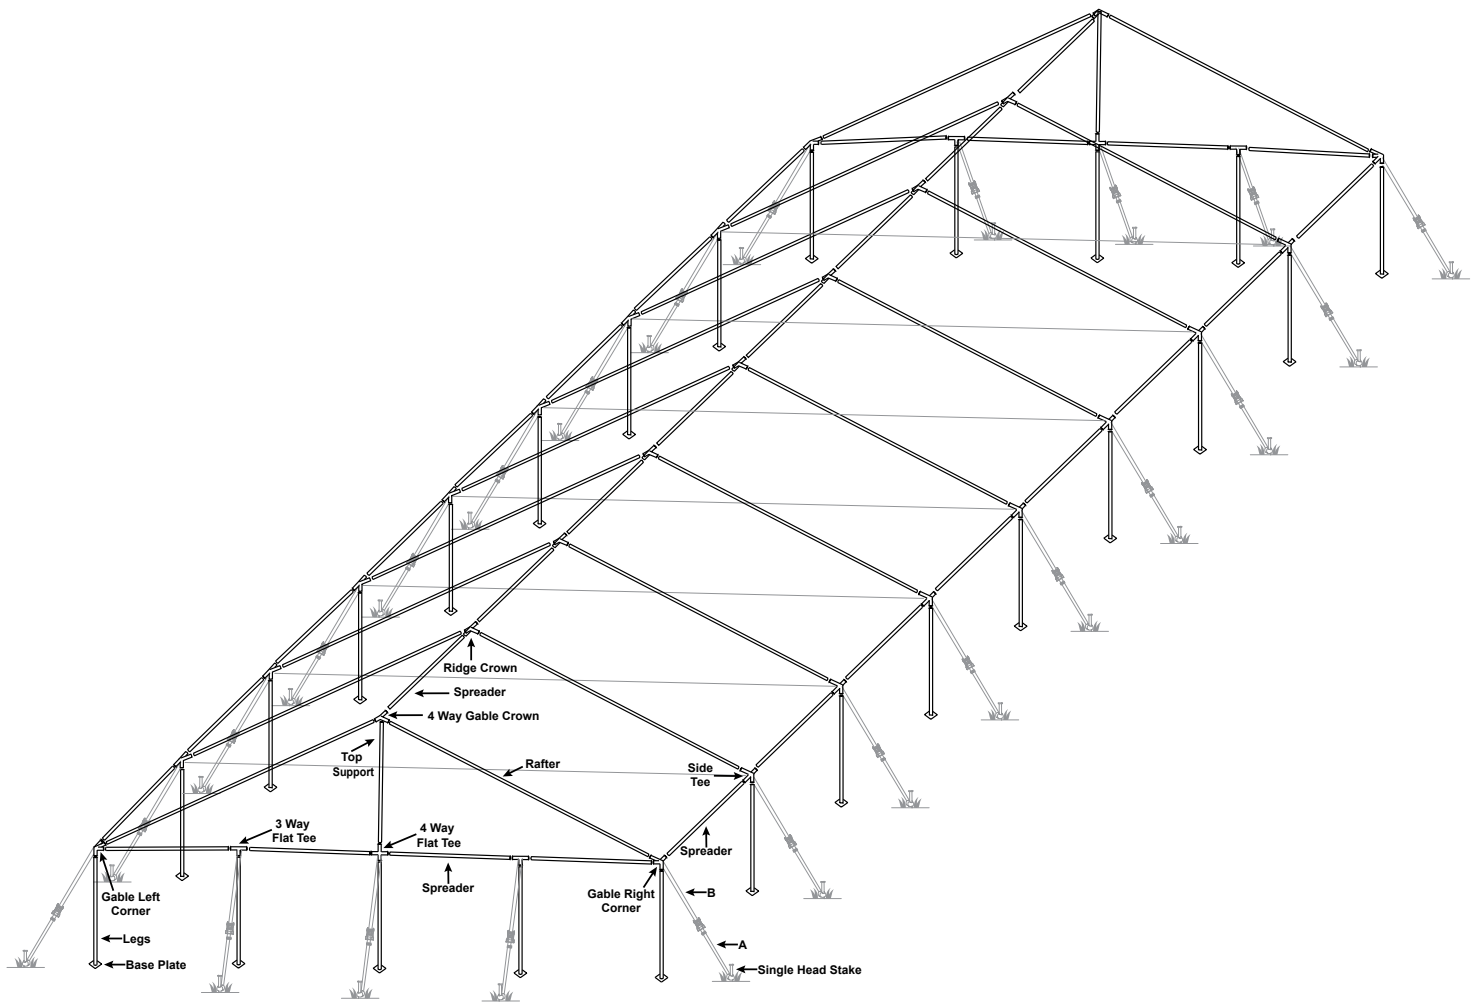 Ridge Crown
Spreader
4 Way Gable Crown
Top
Support
Rafter
Side
Tee
3 Way
Flat Tee
4 Way
Flat Tee
Spreader
Spreader
Gable Left
Corner
Gable Right
Corner
B
Legs
A
Base Plate
Single Head Stake